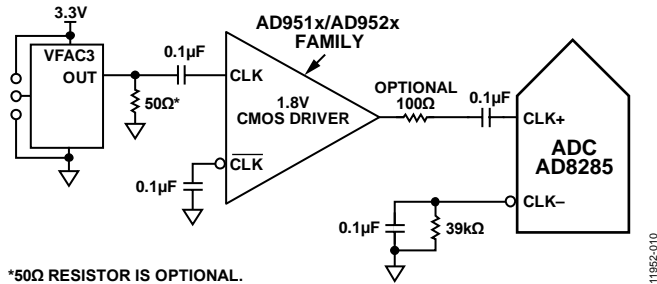 3.3V
VFAC3
OUT
50Ω*
0.1µF
AD951x/AD952x
FAMILY
CLK
1.8V
CMOS DRIVER
CLK
0.1µF
OPTIONAL
100Ω
0.1µF
CLK+
ADC
AD8285
CLK–
0.1µF
39kΩ
*50Ω RESISTOR IS OPTIONAL.
11952-010